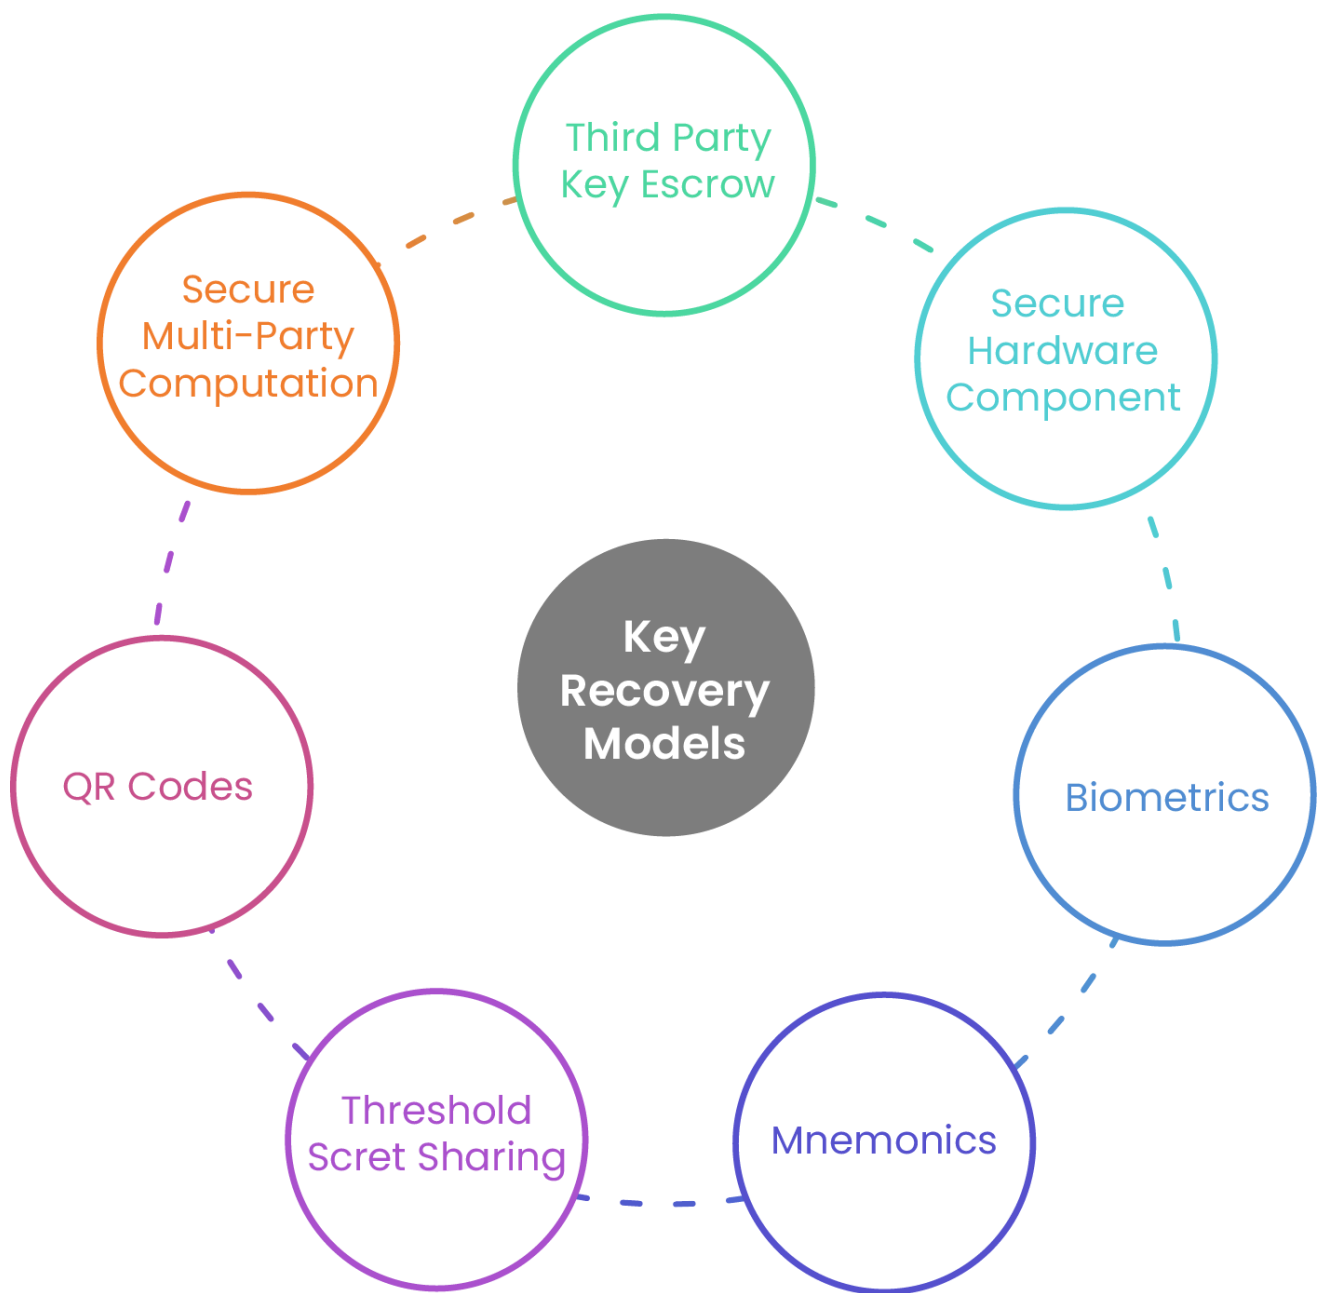 Third Party
Key Escrow
Secure
Hardware
Component
Biometrics
Mnemonics
Threshold
Scret Sharing
QR Codes
Secure
Multi-Party
Computation
Key
Recovery
Models